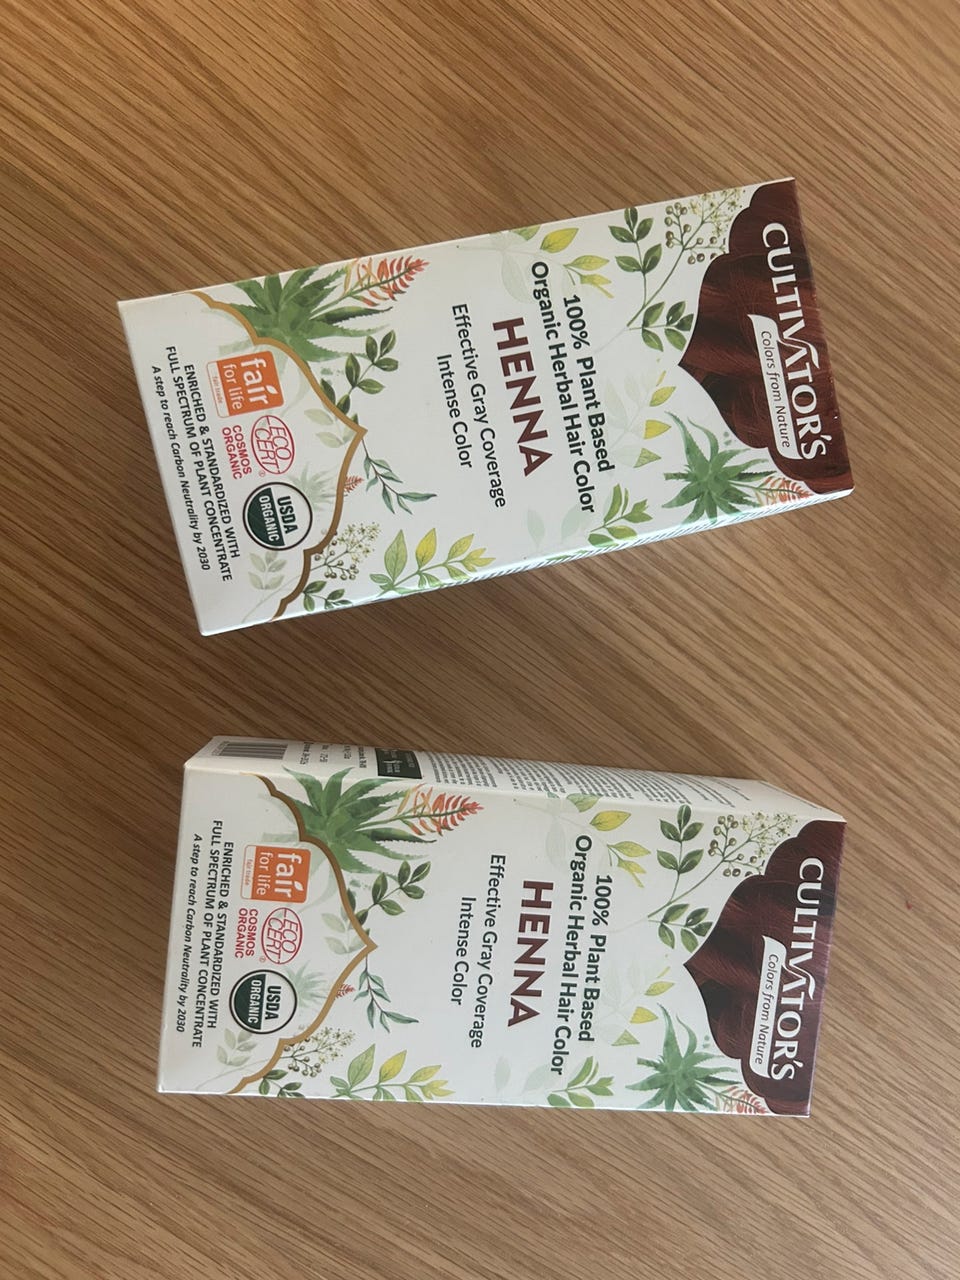 CULTIVATOR'S
Colors from Nature
100% Plant Based
Organic Herbal Hair Color
HENNA
Effective Gray Coverage
Intense Color
fair
for life
fair trade
ECO
CERT
COSMOS
ORGANIC
USDA
ORGANIC
ENRICHED & STANDARDIZED WITH
FULL SPECTRUM OF PLANT CONCENTRATE
A step to reach Carbon Neutrality by 2030
CULTIVATOR'S
Colors from Nature
100% Plant Based
Organic Herbal Hair Color
HENNA
Effective Gray Coverage
Intense Color
fair
for life
fair trade
ECO
CERT
COSMOS
ORGANIC
USDA
ORGANIC
ENRICHED & STANDARDIZED WITH
FULL SPECTRUM OF PLANT CONCENTRATE
A step to reach Carbon Neutrality by 2030